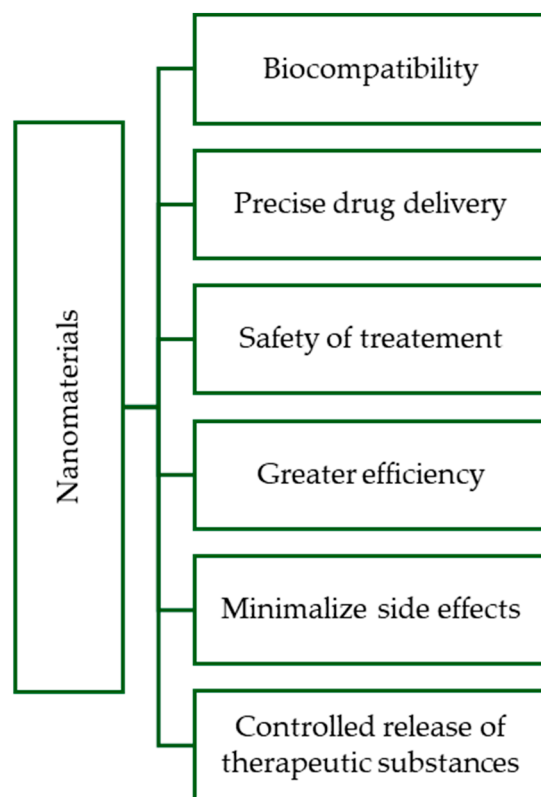 Nanomaterials
Biocompatibility
Precise drug delivery
Safety of treatement
Greater efficiency
Minimalize side effects
Controlled release of
therapeutic substances